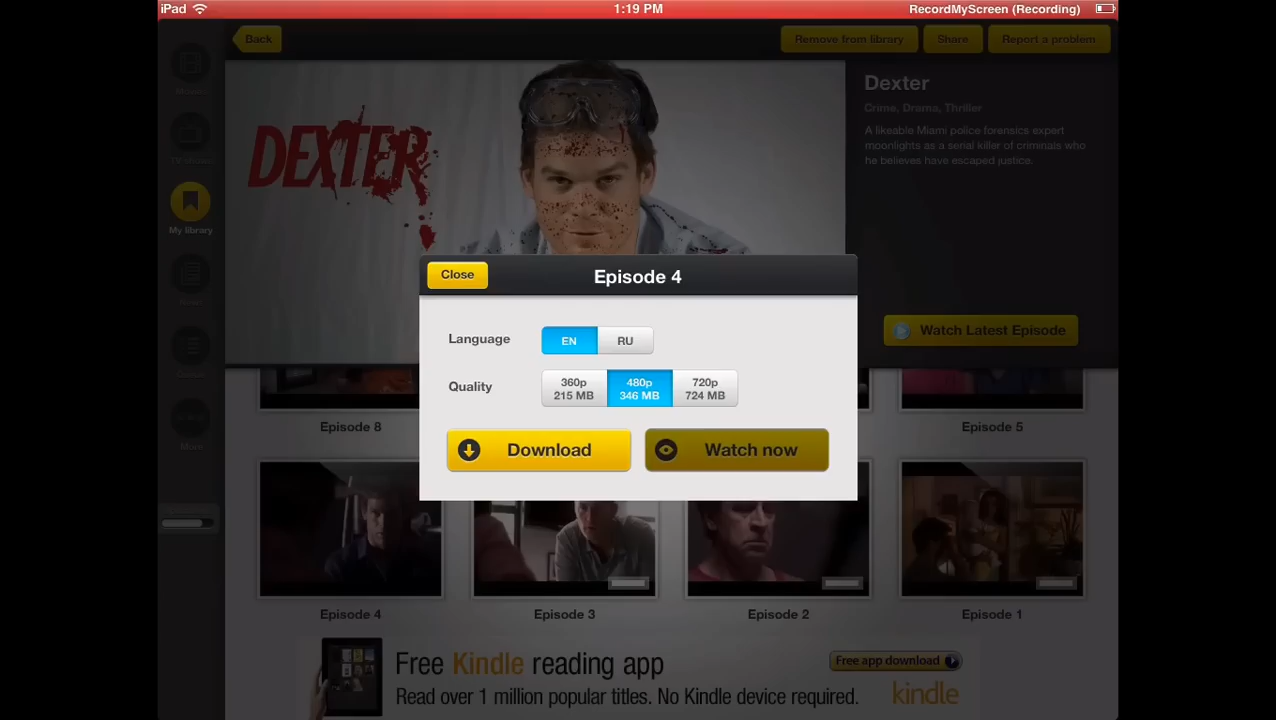 iPad
1:19 PM
RecordMyScreen (Recording)
Back
Remove from library
Share
Report a problem
DEXTER
Dexter
Crime, Drama, Thriller
A likeable Miami police forensics expert
moonlights as a serial killer of criminals who
he believes have escaped justice.
Movies
TV shows
My library
More
Watch Latest Episode
Close
Episode 4
Language
EN
RU
Quality
360p
215 MB
480p
346 MB
720p
724 MB
Download
Watch now
Episode 8
Episode 5
Episode 4
Episode 3
Episode 2
Episode 1
Free Kindle reading app
Read over 1 million popular titles. No Kindle device required.
Free app download
kindle